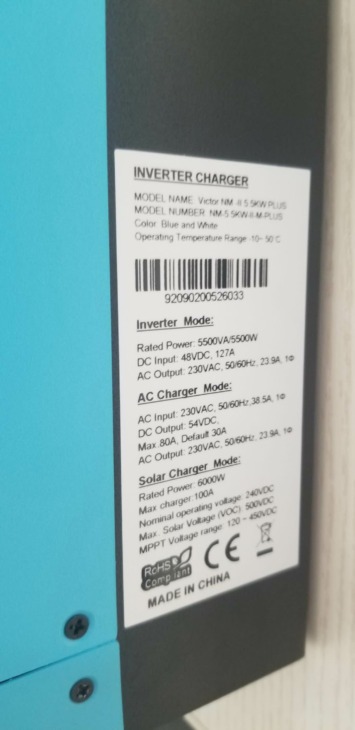 INVERTER CHARGER
MODEL NAME: Victor NM -II 5.5KW PLUS
MODEL NUMBER: NM-5.5KW-II-M-PLUS
Color: Blue and White
Operating Temperature Range -10~ 50°C
92090200526033
Inverter Mode:
Rated Power: 5500VA/5500W
DC Input: 48VDC, 127A
AC Output: 230VAC, 50/60Hz, 23.9A, 1Φ
AC Charger Mode:
AC Input: 230VAC, 50/60Hz,38.5A, 1Φ
DC Output: 54VDC,
Max.80A, Default 30A
AC Output: 230VAC, 50/60Hz, 23.9A, 1Φ
Solar Charger Mode:
Rated Power: 6000W
Max charger:100A
Nominal operating voltage: 240VDC
Max. Solar Voltage (VOC): 500VDC
MPPT Voltage range: 120 ~ 450VDC
RoHS
Compliant
CE
MADE IN CHINA